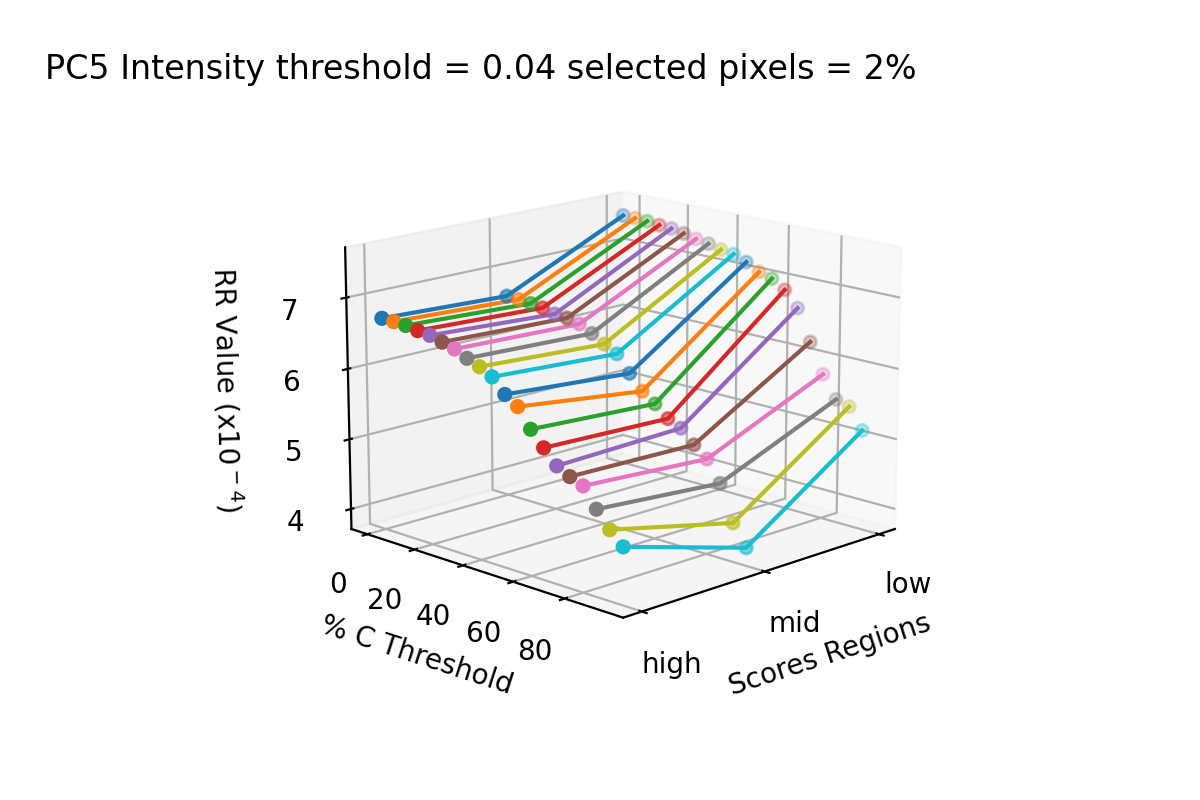 PC5 Intensity threshold = 0.04 selected pixels = 2%
RR Value (x10⁻⁴)
7
6
5
4
0
20
40
60
80
% C Threshold
high
mid
low
Scores Regions